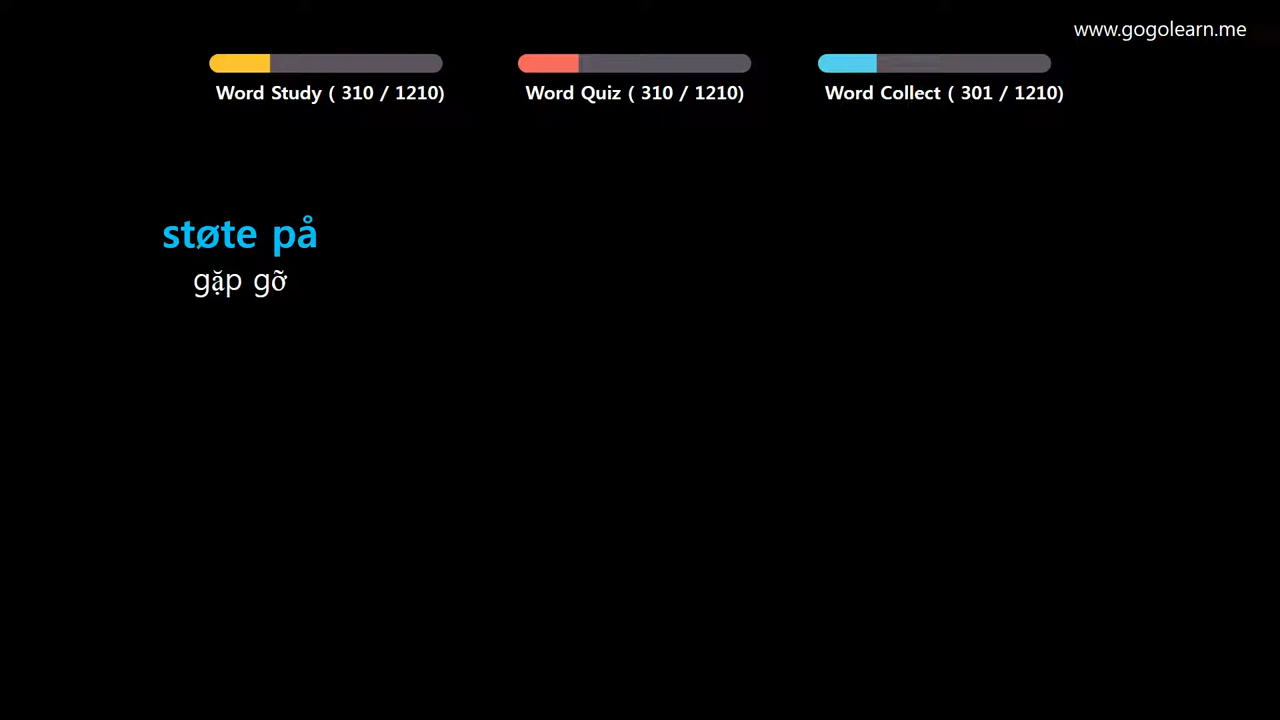 www.gogolearn.me
Word Study ( 310 / 1210)
Word Quiz ( 310 / 1210)
Word Collect ( 301 / 1210)
støte på
gặp gỡ